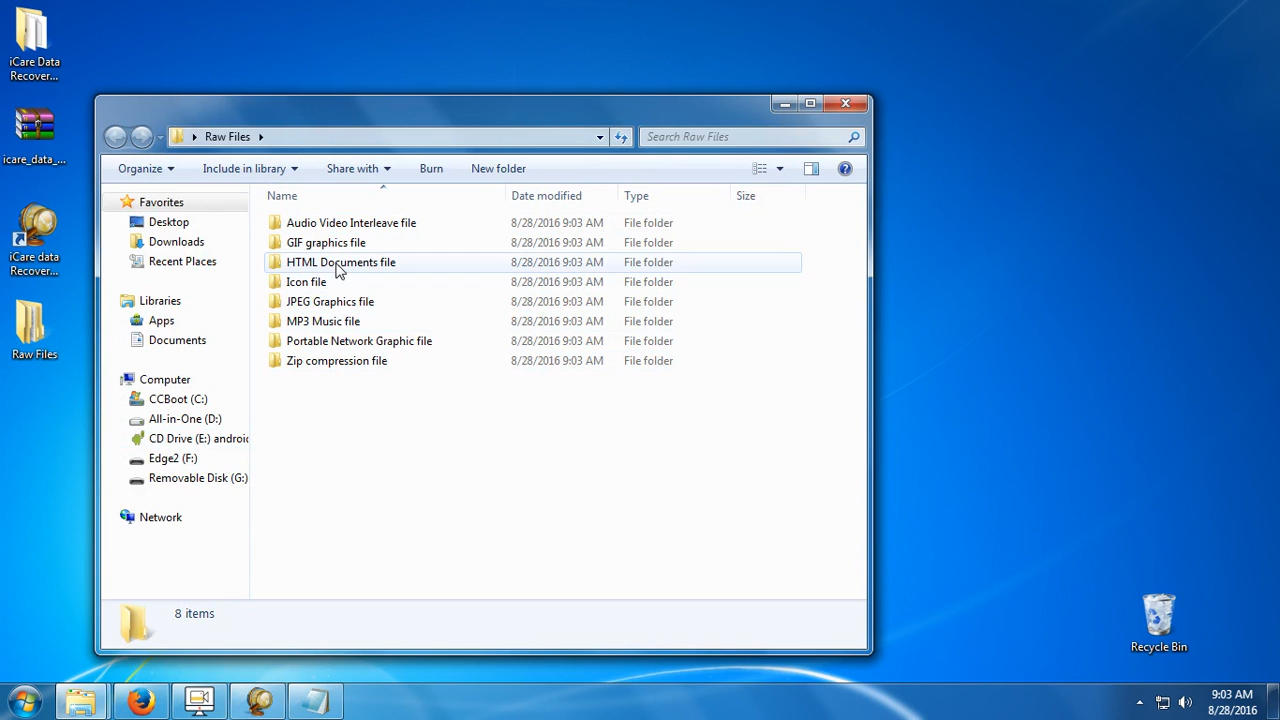 iCare Data
Recover...
icare_data_...
iCare data
Recover...
Raw Files
Raw Files
Search Raw Files
Organize
Include in library
Share with
Burn
New folder
Name
Date modified
Type
Size
Favorites
Desktop
Downloads
Recent Places
Libraries
Apps
Documents
Computer
CCBoot (C:)
All-in-One (D:)
CD Drive (E:) androi
Edge2 (F:)
Removable Disk (G:)
Network
Audio Video Interleave file 8/28/2016 9:03 AM File folder
GIF graphics file 8/28/2016 9:03 AM File folder
HTML Documents file 8/28/2016 9:03 AM File folder
Icon file 8/28/2016 9:03 AM File folder
JPEG Graphics file 8/28/2016 9:03 AM File folder
MP3 Music file 8/28/2016 9:03 AM File folder
Portable Network Graphic file 8/28/2016 9:03 AM File folder
Zip compression file 8/28/2016 9:03 AM File folder
8 items
Recycle Bin
9:03 AM
8/28/2016